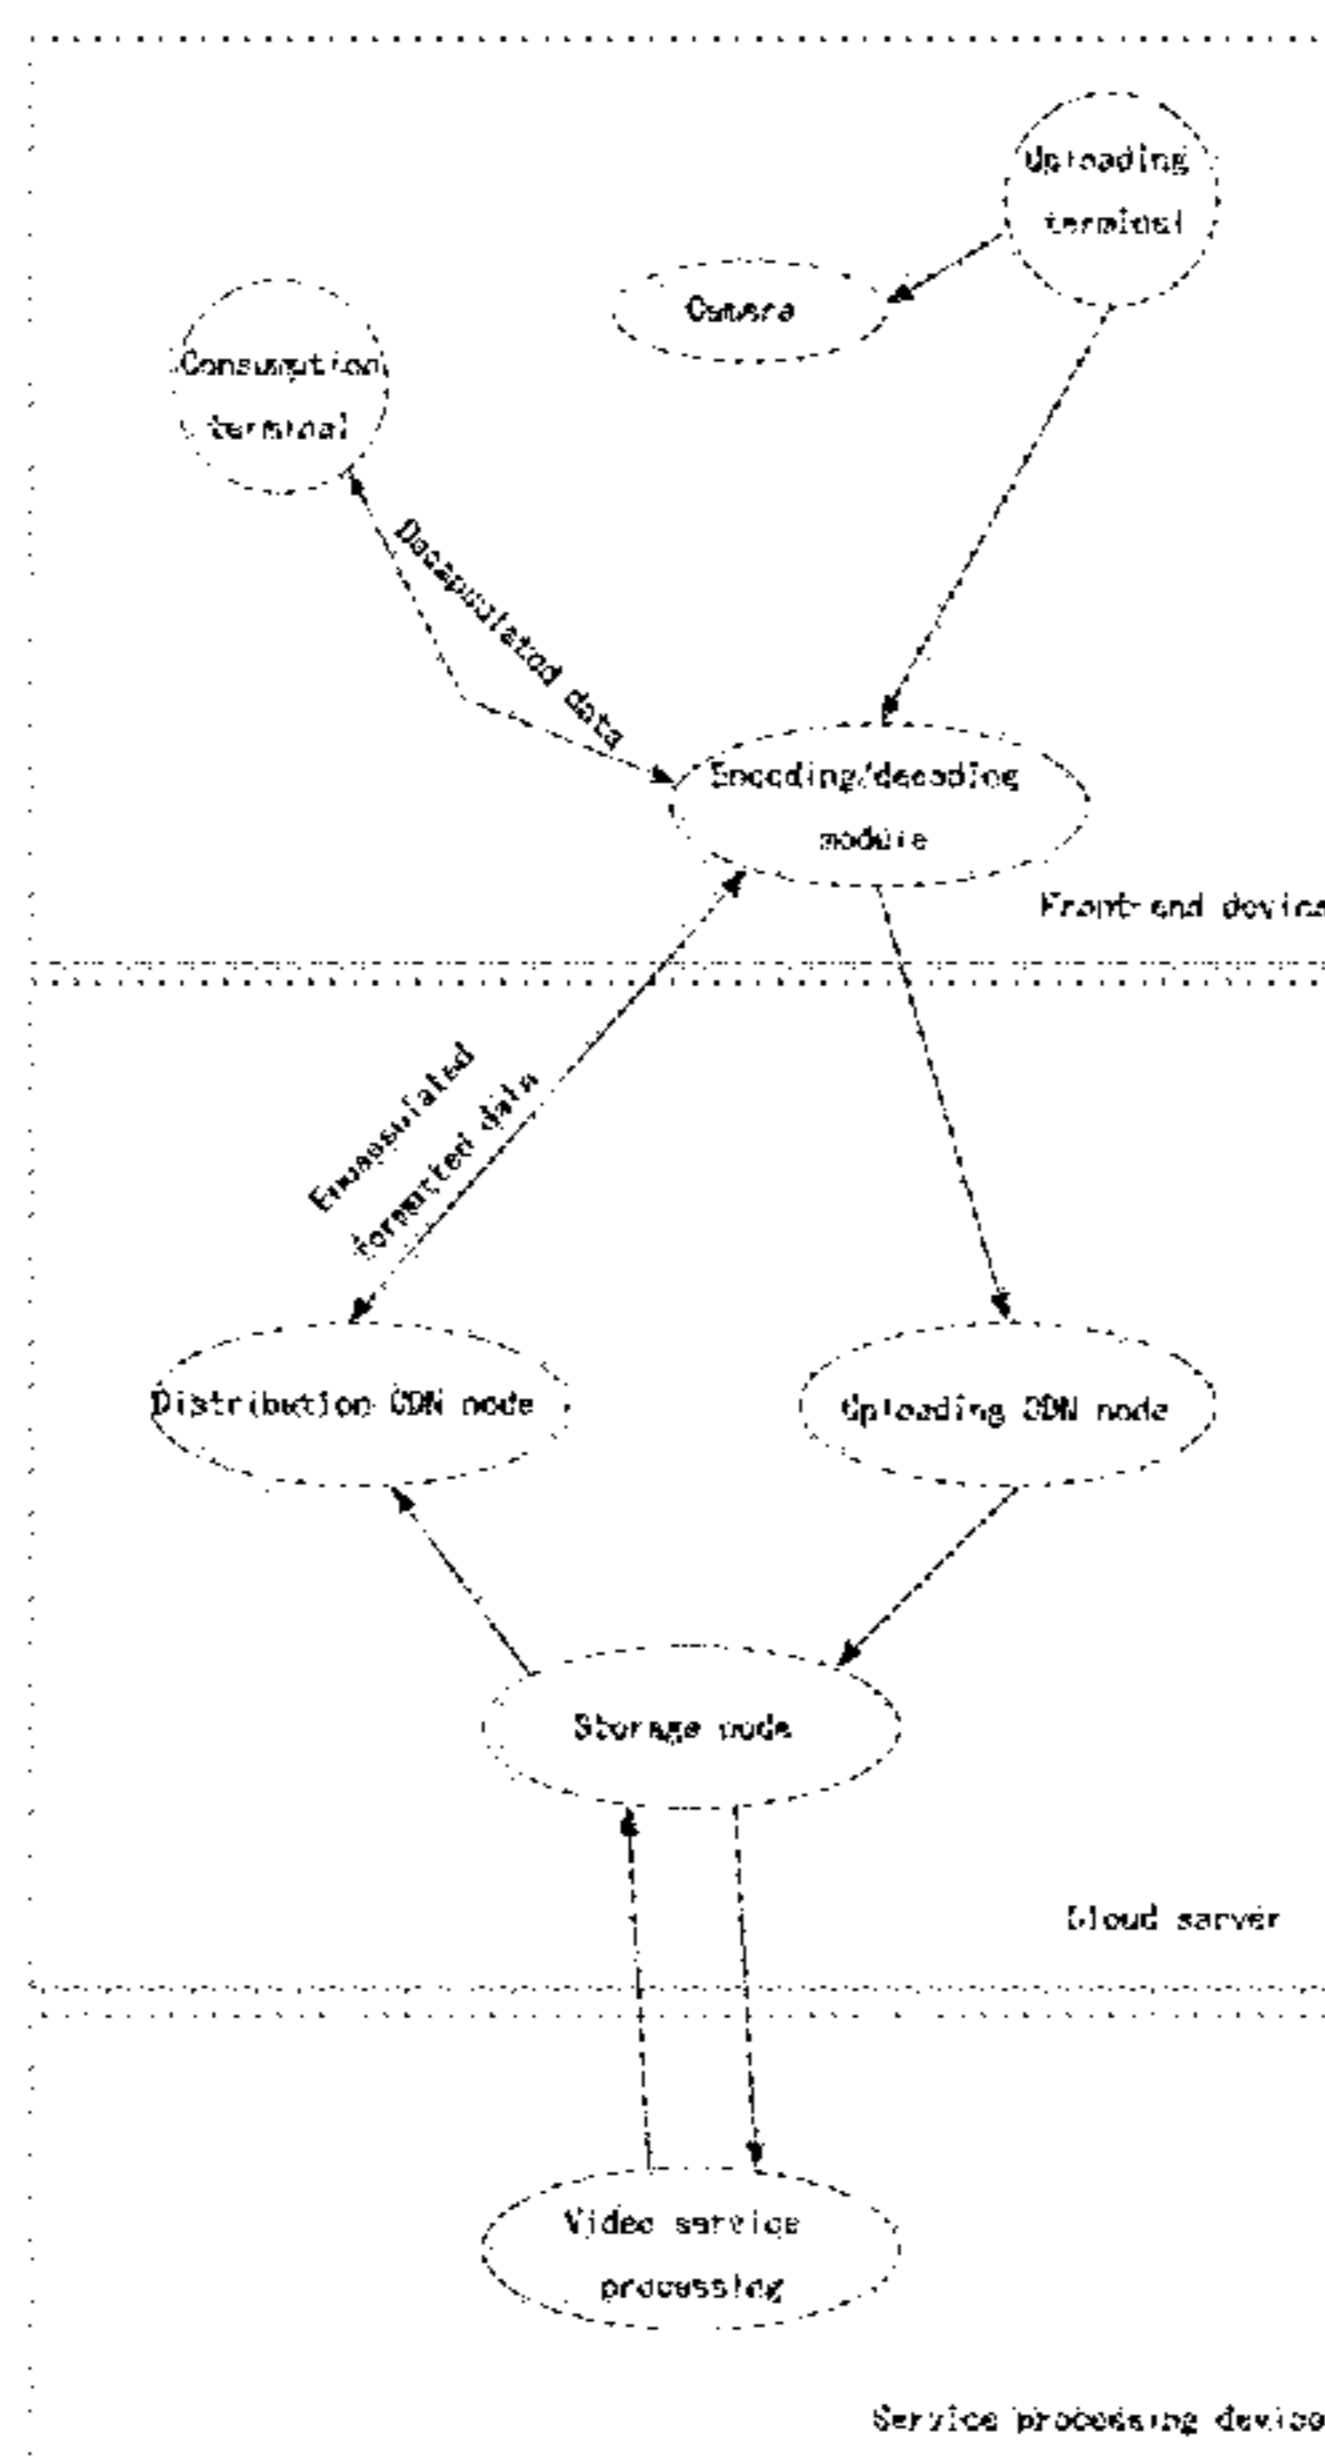 Uploading
terminal
Camera
Consumption
terminal
Decapsulated data
Encoding/decoding
module
Front-end device
Encapsulated
formatted data
Distribution CDN node
Uploading CDN node
Storage node
Cloud server
Video service
processing
Service processing device